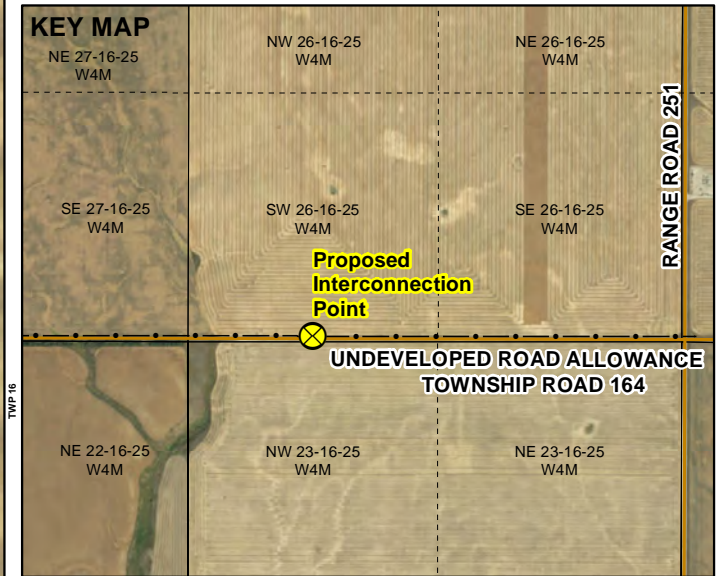 KEY MAP
NE 27-16-25
W4M
NW 26-16-25
W4M
NE 26-16-25
W4M
RANGE ROAD 251
SE 27-16-25
W4M
SW 26-16-25
W4M
SE 26-16-25
W4M
Proposed
Interconnection
Point
UNDEVELOPED ROAD ALLOWANCE
TOWNSHIP ROAD 164
TWP 16
NE 22-16-25
W4M
NW 23-16-25
W4M
NE 23-16-25
W4M